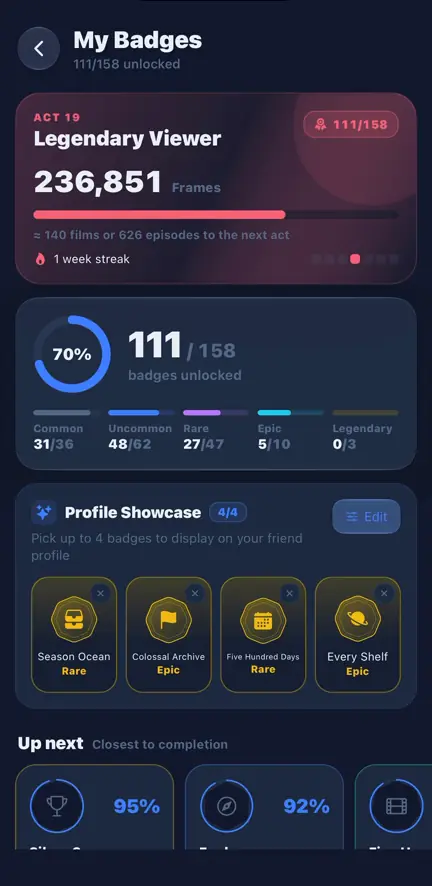 My Badges
111/158 unlocked
ACT 19
111/158
Legendary Viewer
236,851 Frames
≈ 140 films or 626 episodes to the next act
1 week streak
70%
111 / 158
badges unlocked
Common Uncommon Rare Epic Legendary
31/36 48/62 27/47 5/10 0/3
Profile Showcase 4/4
Edit
Pick up to 4 badges to display on your friend
profile
Season Ocean
Rare
Colossal Archive
Epic
Five Hundred Days
Rare
Every Shelf
Epic
Up next Closest to completion
95%
92%